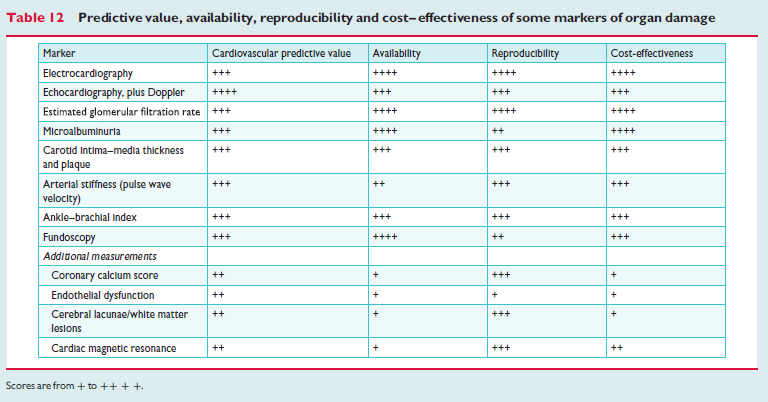 Table 12 Predictive value, availability, reproducibility and cost–effectiveness of some markers of organ damage
Marker Cardiovascular predictive value Availability Reproducibility Cost-effectiveness
Electrocardiography +++ ++++ ++++ ++++
Echocardiography, plus Doppler ++++ +++ +++ +++
Estimated glomerular filtration rate +++ ++++ ++++ ++++
Microalbuminuria +++ ++++ ++ ++++
Carotid intima–media thickness +++ +++ +++ +++
and plaque
Arterial stiffness (pulse wave +++ ++ +++ +++
velocity)
Ankle–brachial index +++ +++ +++ +++
Fundoscopy +++ ++++ ++ +++
Additional measurements
Coronary calcium score ++ + +++ +
Endothelial dysfunction ++ + + +
Cerebral lacunae/white matter ++ + +++ +
lesions
Cardiac magnetic resonance ++ + +++ ++
Scores are from + to ++ + +.